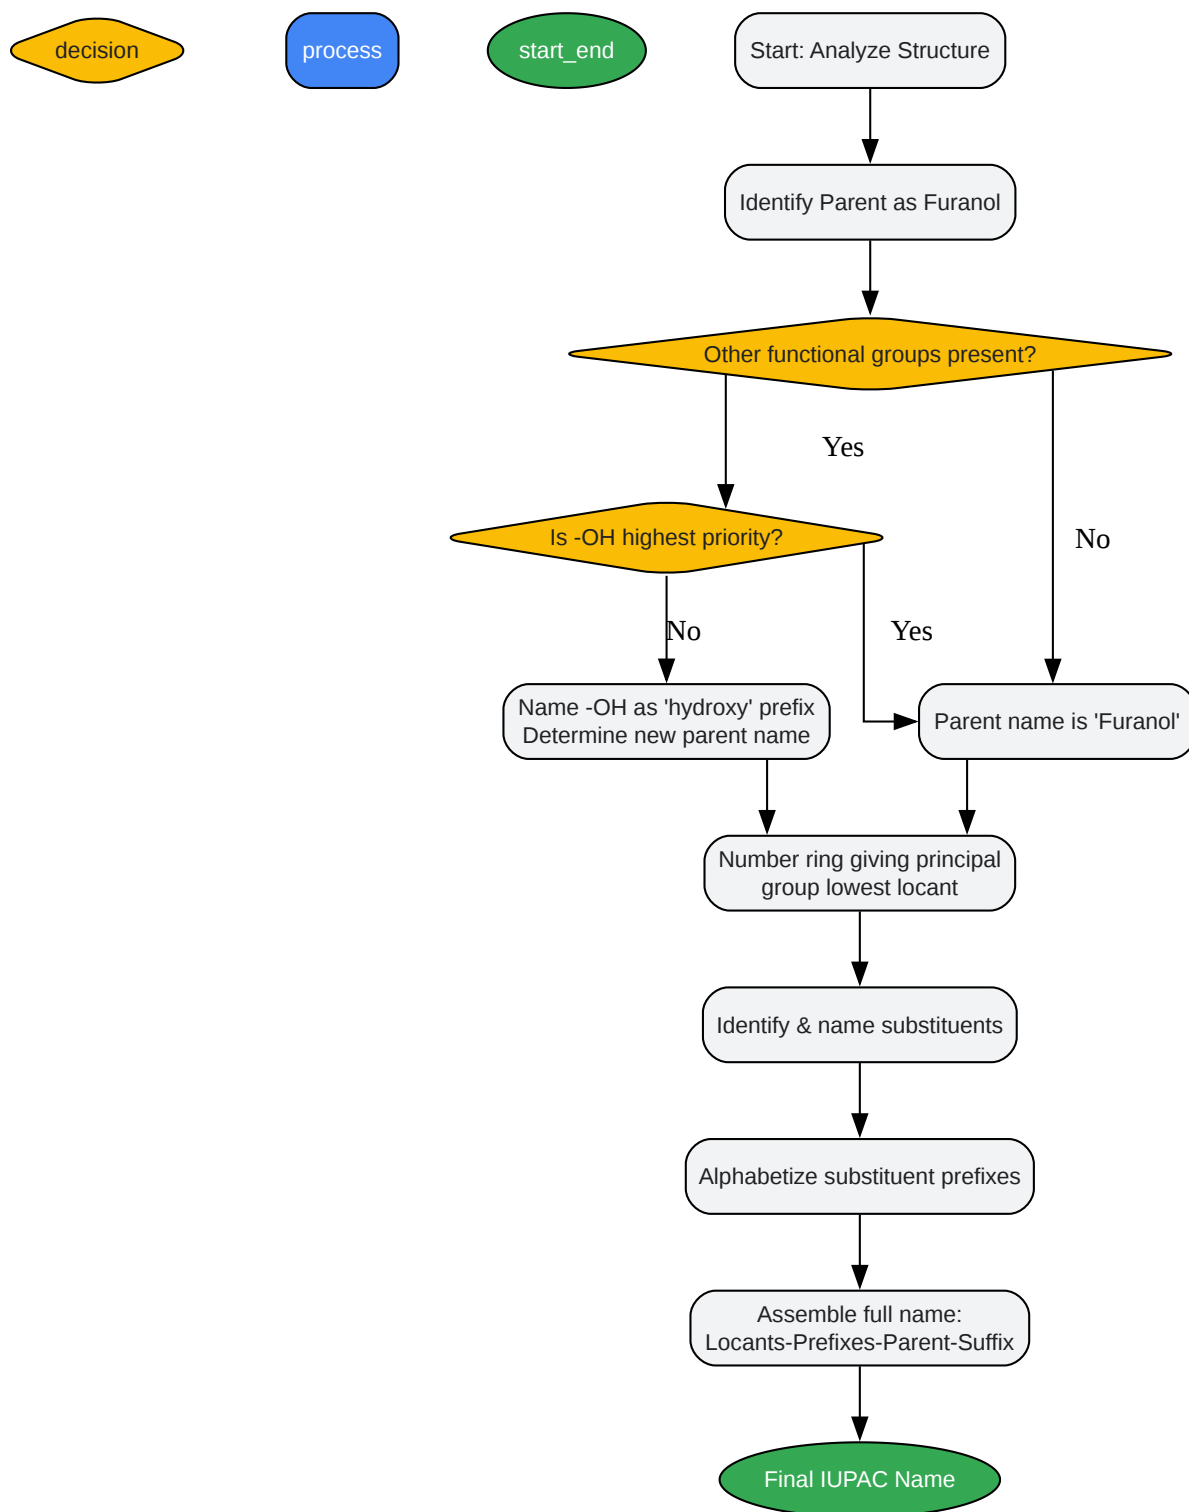 decision
process
start_end
Start: Analyze Structure
Identify Parent as Furanol
Other functional groups present?
Yes
Is -OH highest priority?
No
No
Yes
Name -OH as 'hydroxy' prefix
Determine new parent name
Parent name is 'Furanol'
Number ring giving principal
group lowest locant
Identify & name substituents
Alphabetize substituent prefixes
Assemble full name:
Locants-Prefixes-Parent-Suffix
Final IUPAC Name